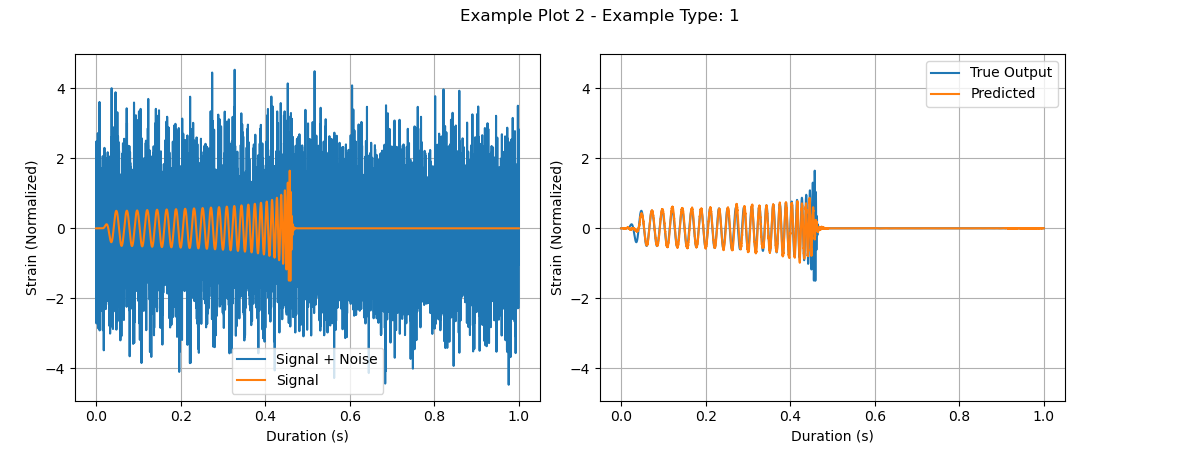 Example Plot 2 - Example Type: 1
Strain (Normalized)
4
2
0
−2
−4
Signal + Noise
Signal
0.0 0.2 0.4 0.6 0.8 1.0
Duration (s)
Strain (Normalized)
4
2
0
−2
−4
True Output
Predicted
0.0 0.2 0.4 0.6 0.8 1.0
Duration (s)